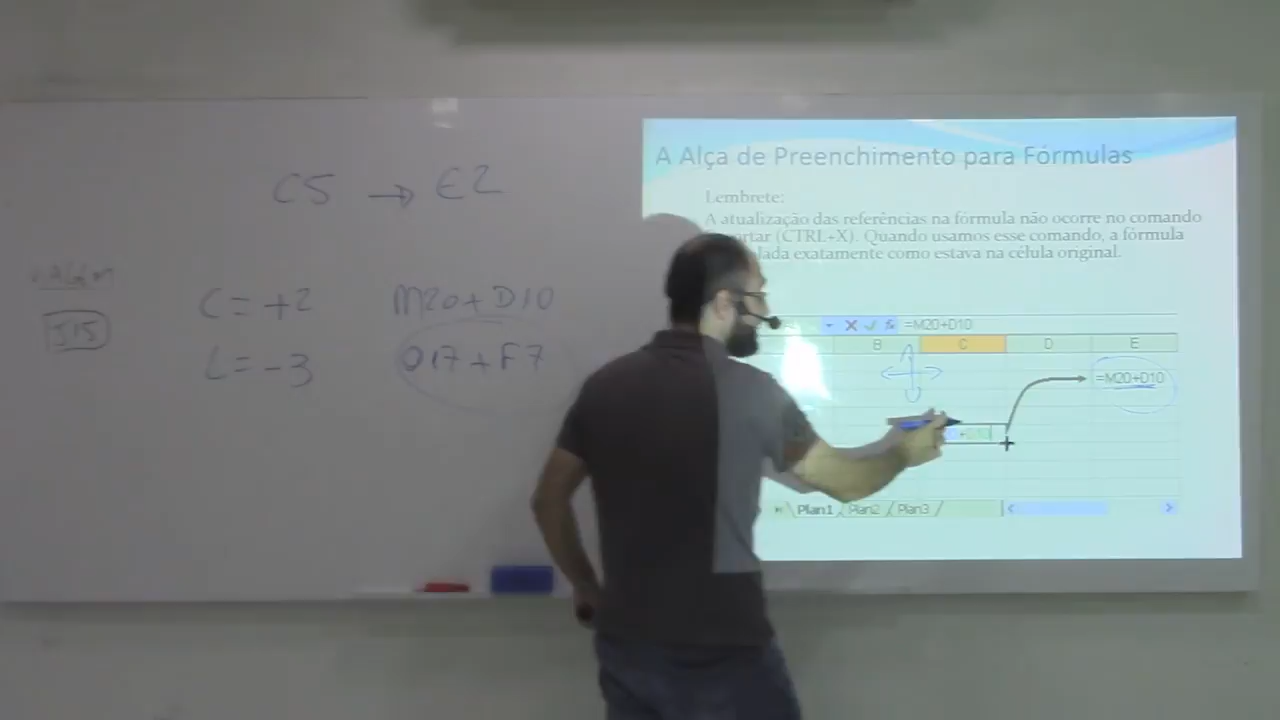 C5 → E2
J15
C = +2
L = -3
M20 + D10
O17 + F7
A Alça de Preenchimento para Fórmulas
Lembrete:
A atualização das referências na fórmula não ocorre no comando
(CTRL+X). Quando usamos esse comando, a fórmula
exatamente como estava na célula original.
fx =M20+D10
B C D E
=M20+D10
Plan1 Plan2 Plan3